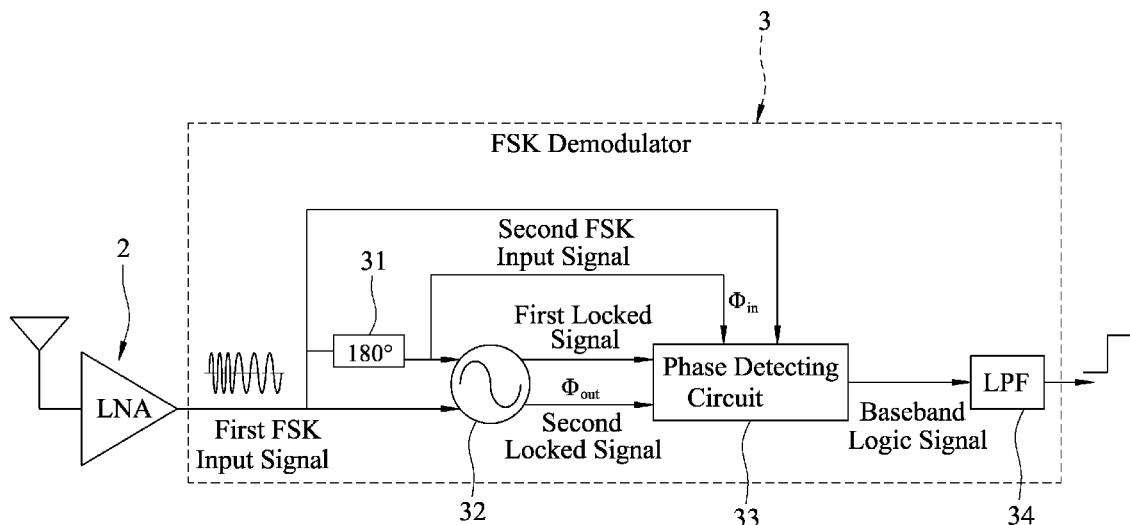 3
FSK Demodulator
2
31
Second FSK
Input Signal
Φin
180°
First Locked
Signal
Φout
Second
Locked Signal
Phase Detecting
Circuit
LPF
LNA
First FSK
Input Signal
Baseband
Logic Signal
32
33
34